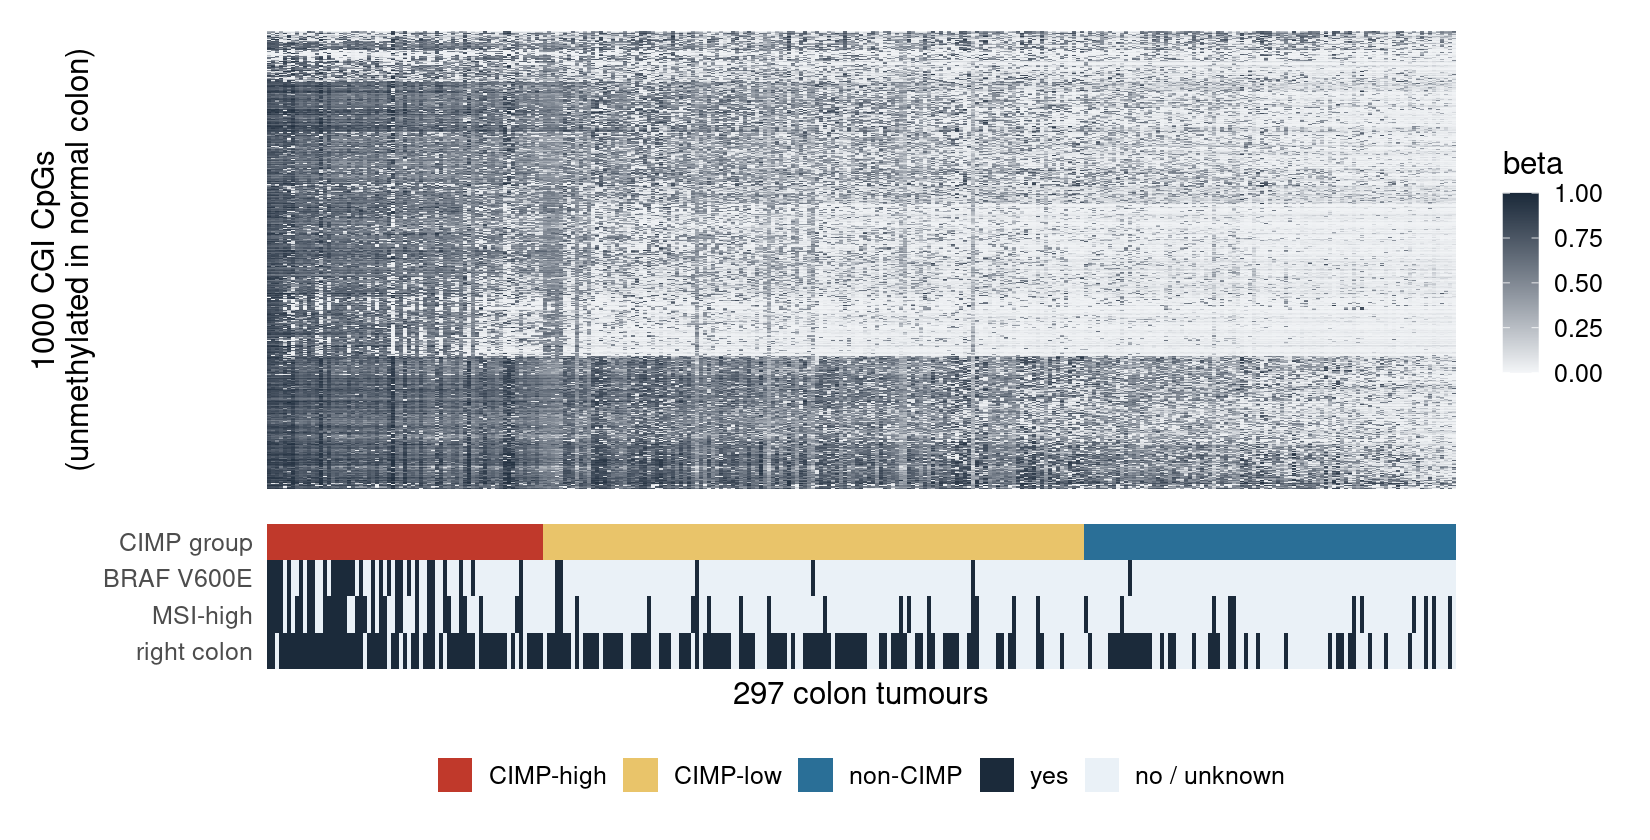 1000 CGI CpGs
(unmethylated in normal colon)
beta
1.00
0.75
0.50
0.25
0.00
CIMP group
BRAF V600E
MSI-high
right colon
297 colon tumours
CIMP-high
CIMP-low
non-CIMP
yes
no / unknown